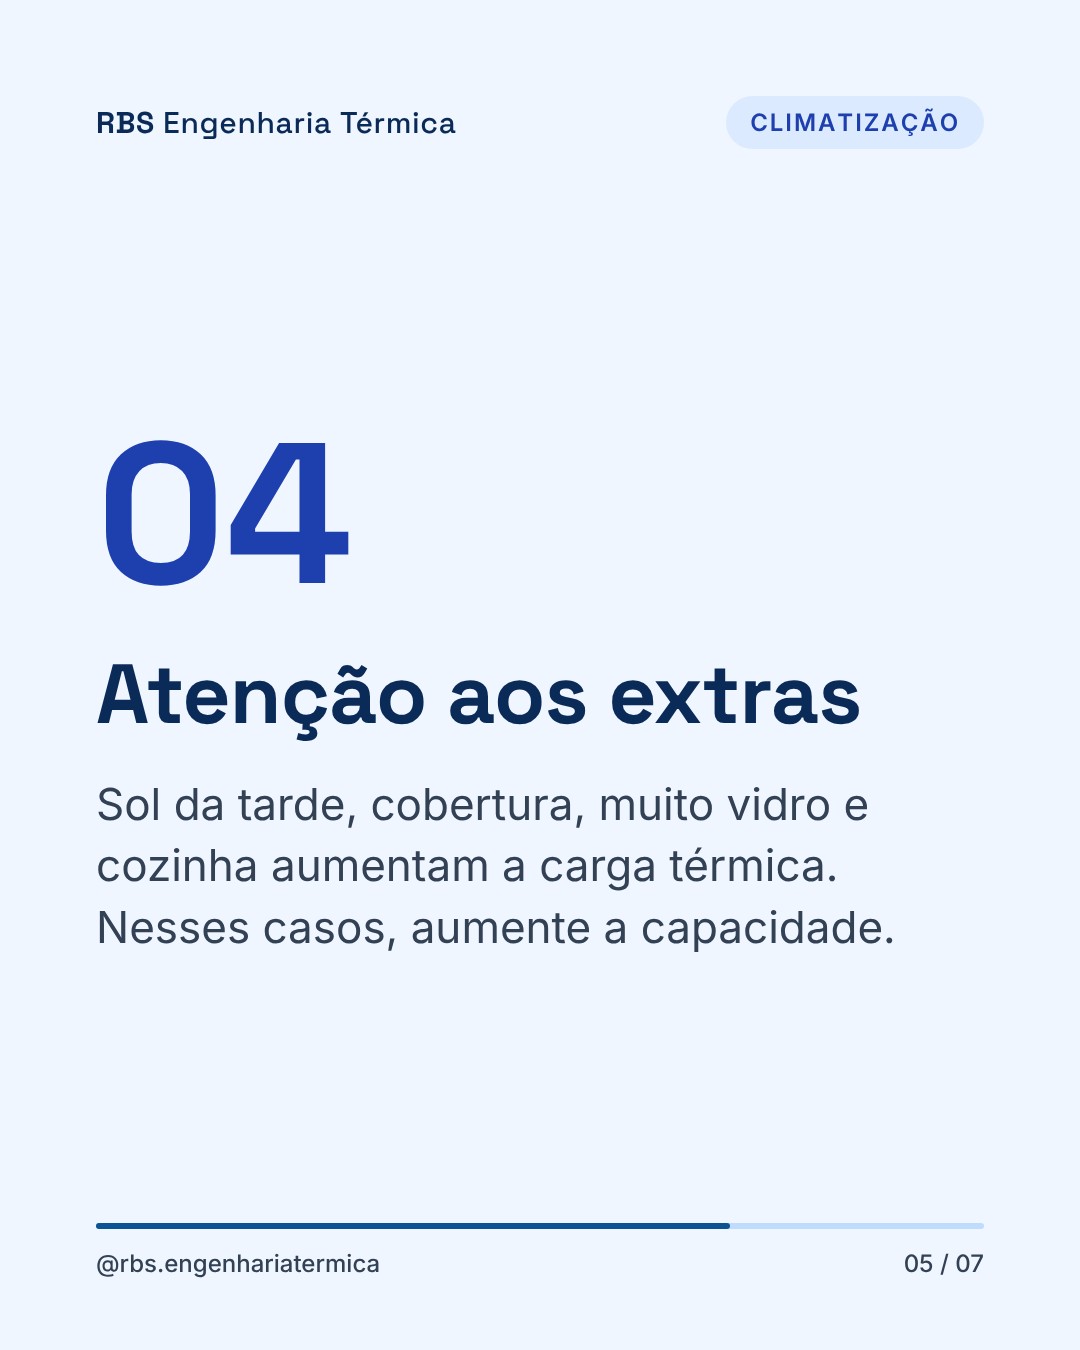 RBS Engenharia Térmica
CLIMATIZAÇÃO
04
Atenção aos extras
Sol da tarde, cobertura, muito vidro e
cozinha aumentam a carga térmica.
Nesses casos, aumente a capacidade.
@rbs.engenhariatermica
05 / 07